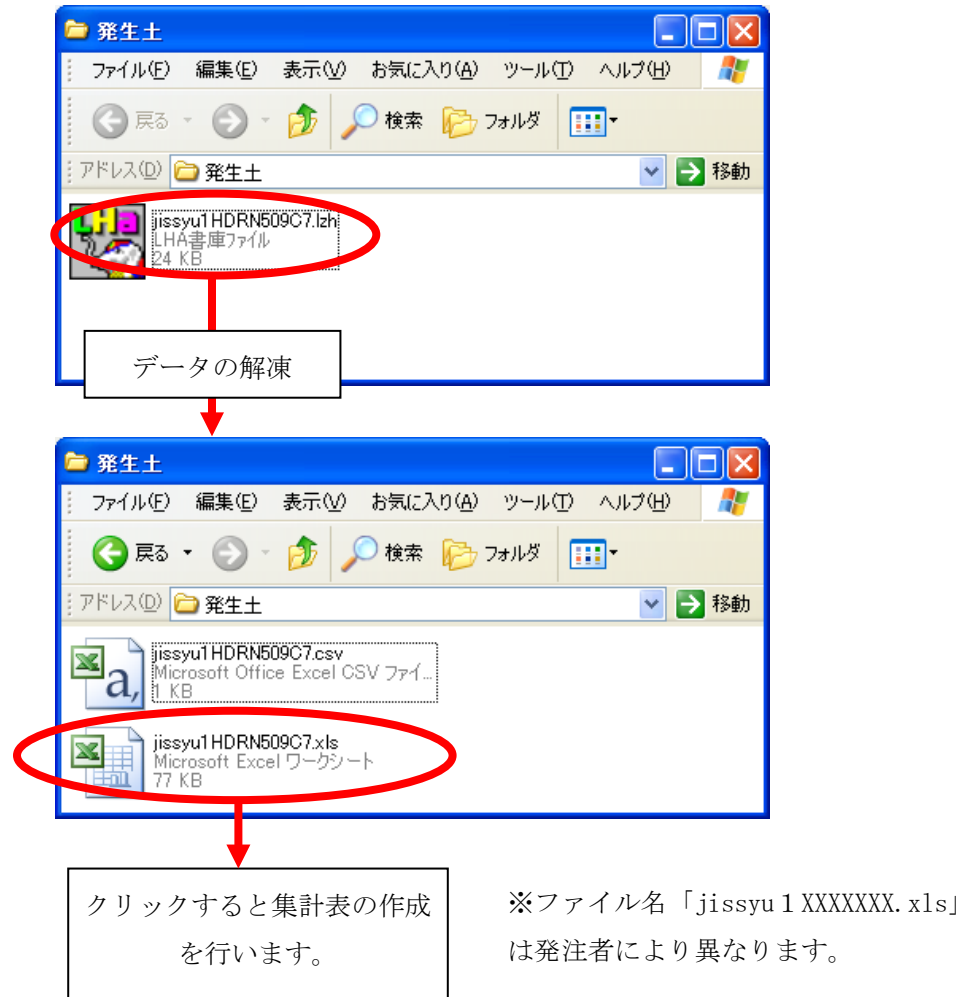 発生土
ファイル(F) 編集(E) 表示(V) お気に入り(A) ツール(T) ヘルプ(H)
戻る 検索 フォルダ
アドレス(D) 発生土 移動
LHa
jissyu1HDRN509C7.lzh
LHA書庫ファイル
24 KB
データの解凍
発生土
ファイル(F) 編集(E) 表示(V) お気に入り(A) ツール(T) ヘルプ(H)
戻る 検索 フォルダ
アドレス(D) 発生土 移動
a,
jissyu1HDRN509C7.csv
Microsoft Office Excel CSV ファイ...
1 KB
jissyu1HDRN509C7.xls
Microsoft Excel ワークシート
77 KB
クリックすると集計表の作成
を行います。
※ファイル名「jissyu１XXXXXXX.xls」
は発注者により異なります。